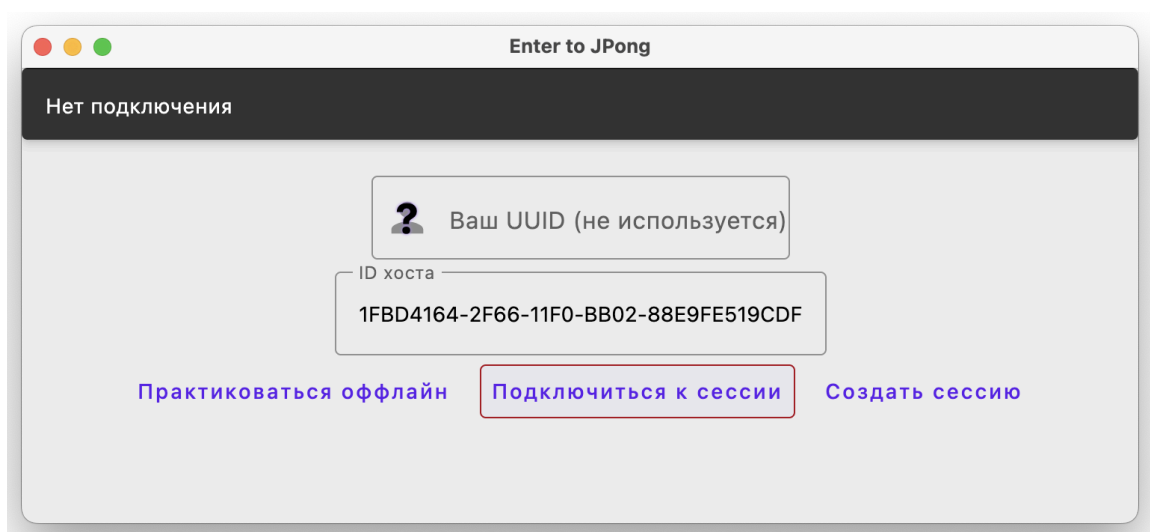 Enter to JPong
Нет подключения
Ваш UUID (не используется)
ID хоста
1FBD4164-2F66-11F0-BB02-88E9FE519CDF
Практиковаться оффлайн Подключиться к сессии Создать сессию